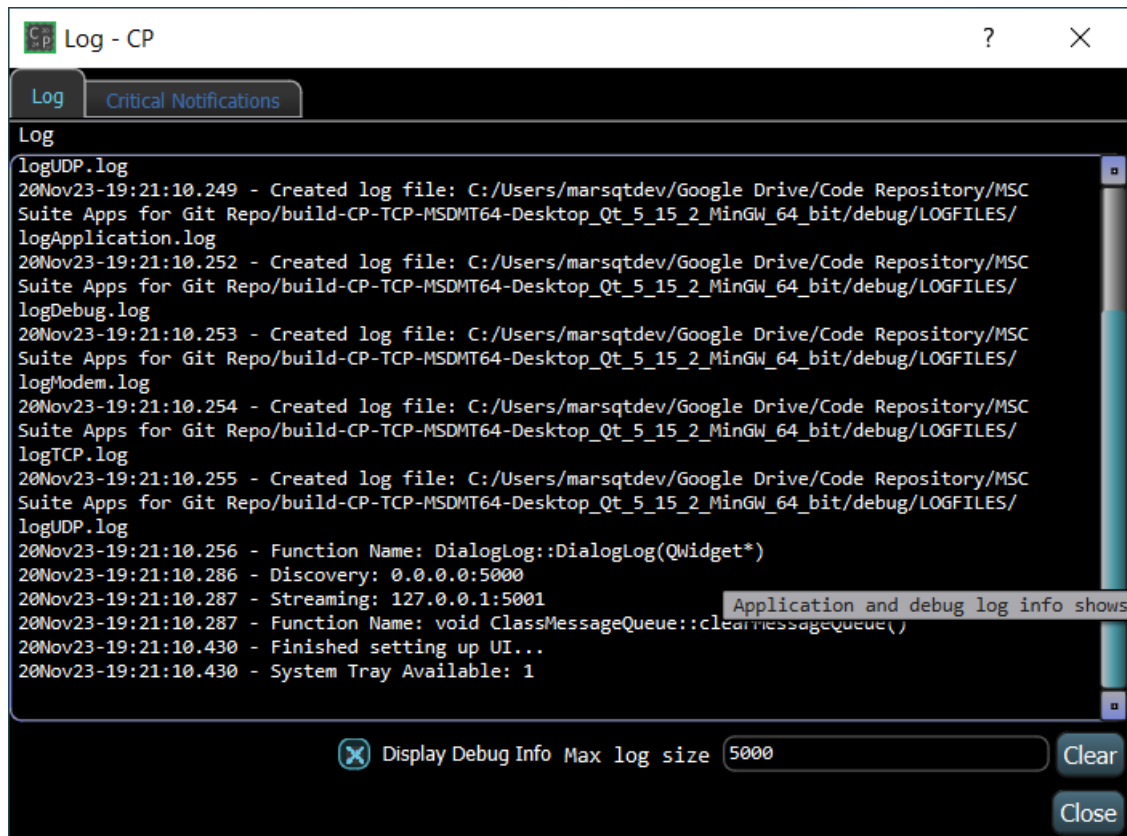 Log - CP
?
Log
Critical Notifications
Log
logUDP.log
20Nov23-19:21:10.249 - Created log file: C:/Users/marsqtdev/Google Drive/Code Repository/MSC
Suite Apps for Git Repo/build-CP-TCP-MSDMT64-Desktop_Qt_5_15_2_MinGW_64_bit/debug/LOGFILES/
logApplication.log
20Nov23-19:21:10.252 - Created log file: C:/Users/marsqtdev/Google Drive/Code Repository/MSC
Suite Apps for Git Repo/build-CP-TCP-MSDMT64-Desktop_Qt_5_15_2_MinGW_64_bit/debug/LOGFILES/
logDebug.log
20Nov23-19:21:10.253 - Created log file: C:/Users/marsqtdev/Google Drive/Code Repository/MSC
Suite Apps for Git Repo/build-CP-TCP-MSDMT64-Desktop_Qt_5_15_2_MinGW_64_bit/debug/LOGFILES/
logModem.log
20Nov23-19:21:10.254 - Created log file: C:/Users/marsqtdev/Google Drive/Code Repository/MSC
Suite Apps for Git Repo/build-CP-TCP-MSDMT64-Desktop_Qt_5_15_2_MinGW_64_bit/debug/LOGFILES/
logTCP.log
20Nov23-19:21:10.255 - Created log file: C:/Users/marsqtdev/Google Drive/Code Repository/MSC
Suite Apps for Git Repo/build-CP-TCP-MSDMT64-Desktop_Qt_5_15_2_MinGW_64_bit/debug/LOGFILES/
logUDP.log
20Nov23-19:21:10.256 - Function Name: DialogLog::DialogLog(QWidget*)
20Nov23-19:21:10.286 - Discovery: 0.0.0.0:5000
20Nov23-19:21:10.287 - Streaming: 127.0.0.1:5001
Application and debug log info shows
20Nov23-19:21:10.287 - Function Name: void ClassMessageQueue::clearMessageQueue()
20Nov23-19:21:10.430 - Finished setting up UI...
20Nov23-19:21:10.430 - System Tray Available: 1
Display Debug Info Max log size 5000 Clear
Close